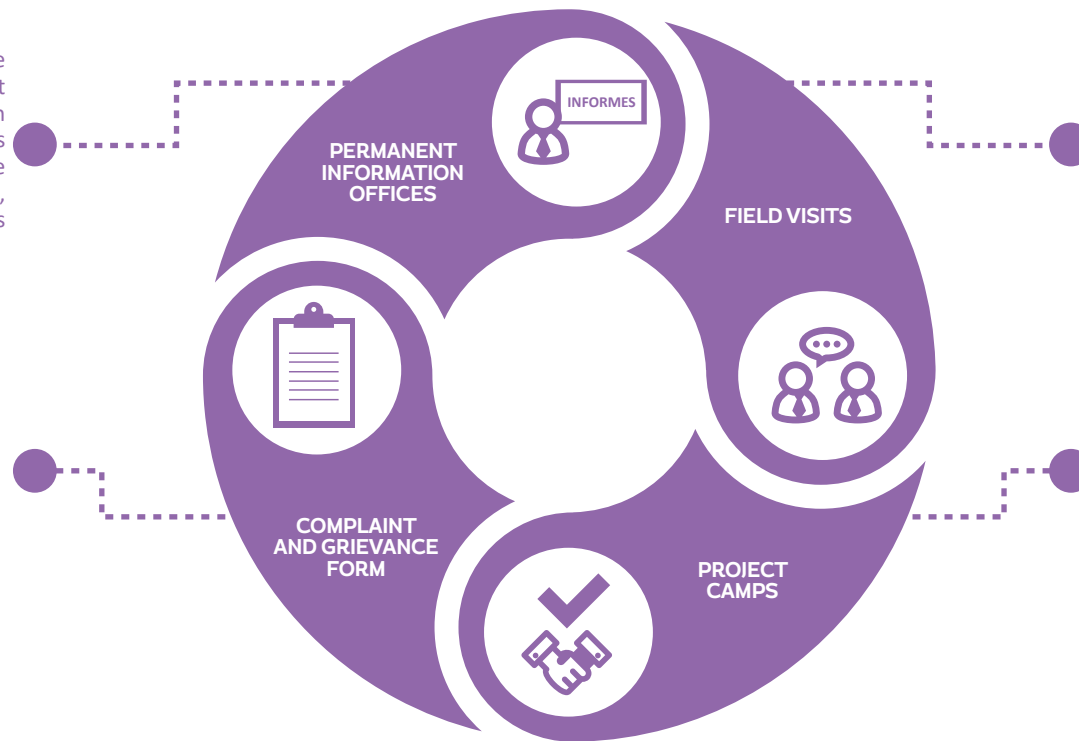 INFORMES
PERMANENT
INFORMATION
OFFICES
FIELD VISITS
COMPLAINT
AND GRIEVANCE
FORM
PROJECT
CAMPS